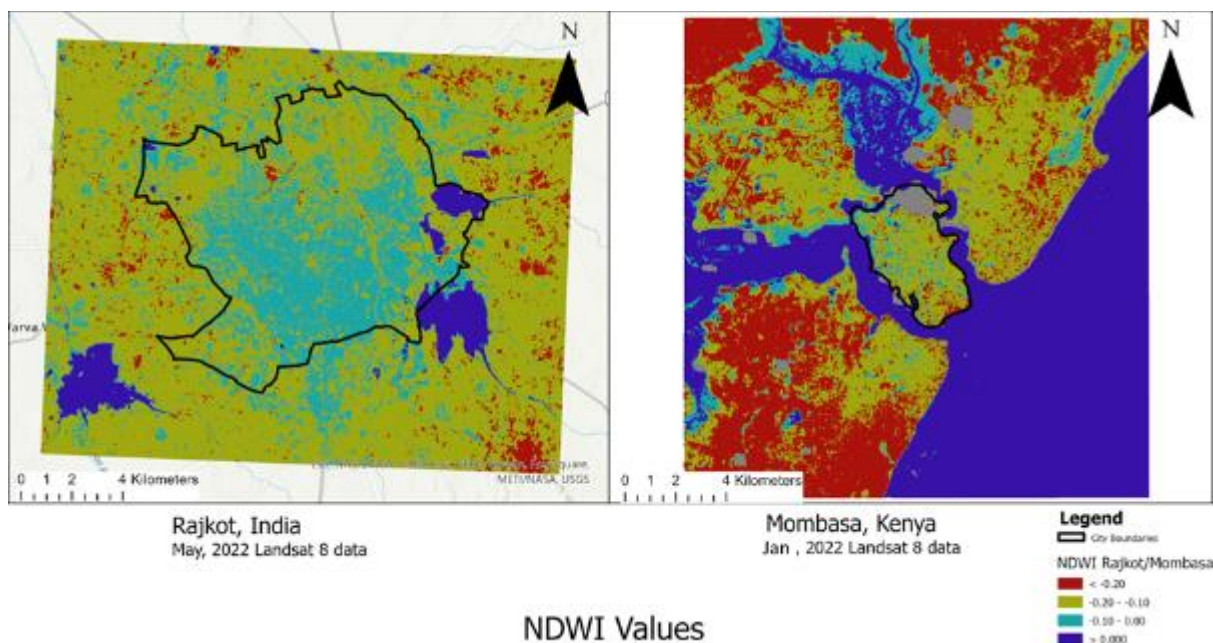 N
N
0 1 2 4 Kilometers
METI/NASA, USGS
0 1 2 4 Kilometers
Rajkot, India
May, 2022 Landsat 8 data
Mombasa, Kenya
Jan , 2022 Landsat 8 data
Legend
City Boundaries
NDWI Rajkot/Mombasa
< -0.20
-0.20 - -0.10
-0.10 - 0.00
> 0.000
NDWI Values